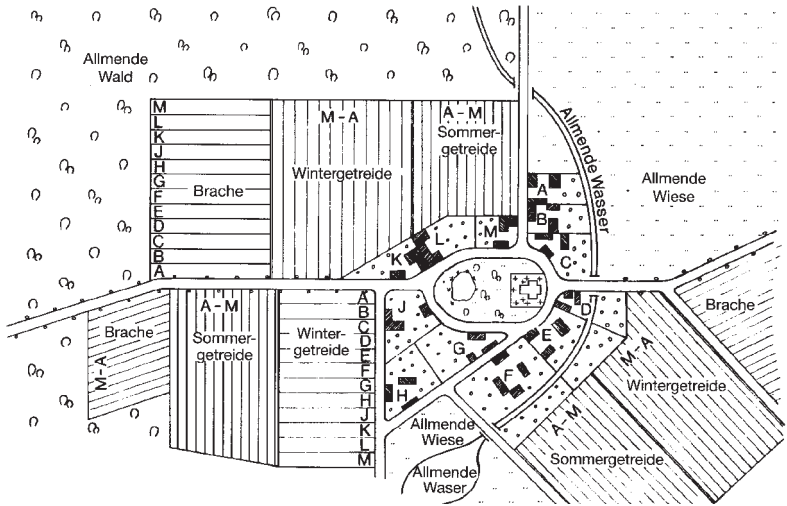 Allmende
Wald
M
L
K
J
H
G
F
E
D
C
B
A
Brache
M – A
Wintergetreide
A – M
Sommer-
getreide
Allmende Wasser
Allmende
Wiese
A
B
C
M
L
K
Brache
M – A
A – M
Sommer-
getreide
Winter-
getreide
A
B
C
D
E
F
G
H
J
K
L
M
J
G
H
F
E
D
Allmende
Wiese
Allmende
Waser
A – M
Sommergetreide
M – A
Wintergetreide
Brache